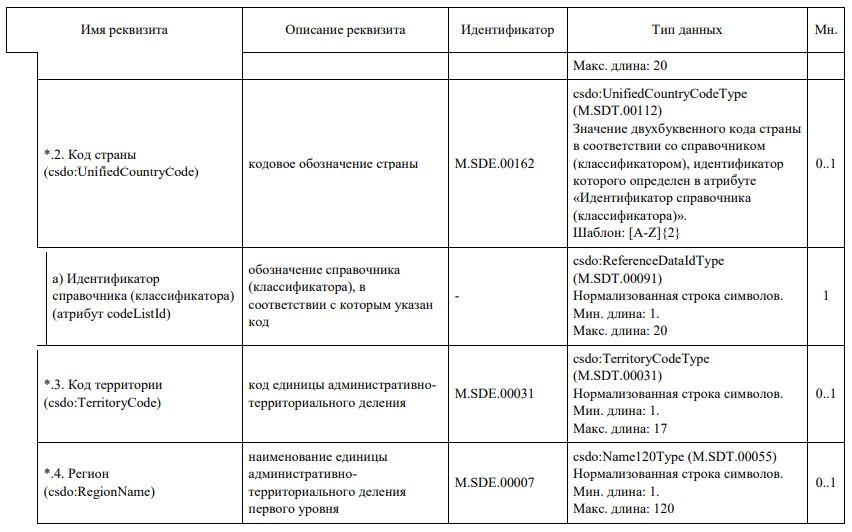 Имя реквизита
Описание реквизита
Идентификатор
Тип данных
Мн.
Макс. длина: 20
*.2. Код страны
(csdo:UnifiedCountryCode)
кодовое обозначение страны
M.SDE.00162
csdo:UnifiedCountryCodeType
(M.SDT.00112)
Значение двухбуквенного кода страны
в соответствии со справочником
(классификатором), идентификатор
которого определен в атрибуте
«Идентификатор справочника
(классификатора)».
Шаблон: [A-Z]{2}
0..1
а) Идентификатор
справочника (классификатора)
(атрибут codeListId)
обозначение справочника
(классификатора), в
соответствии с которым указан
код
-
csdo:ReferenceDataIdType
(M.SDT.00091)
Нормализованная строка символов.
Мин. длина: 1.
Макс. длина: 20
1
*.3. Код территории
(csdo:TerritoryCode)
код единицы административно-
территориального деления
M.SDE.00031
csdo:TerritoryCodeType
(M.SDT.00031)
Нормализованная строка символов.
Мин. длина: 1.
Макс. длина: 17
0..1
*.4. Регион
(csdo:RegionName)
наименование единицы
административно-
территориального деления
первого уровня
M.SDE.00007
csdo:Name120Type (M.SDT.00055)
Нормализованная строка символов.
Мин. длина: 1.
Макс. длина: 120
0..1